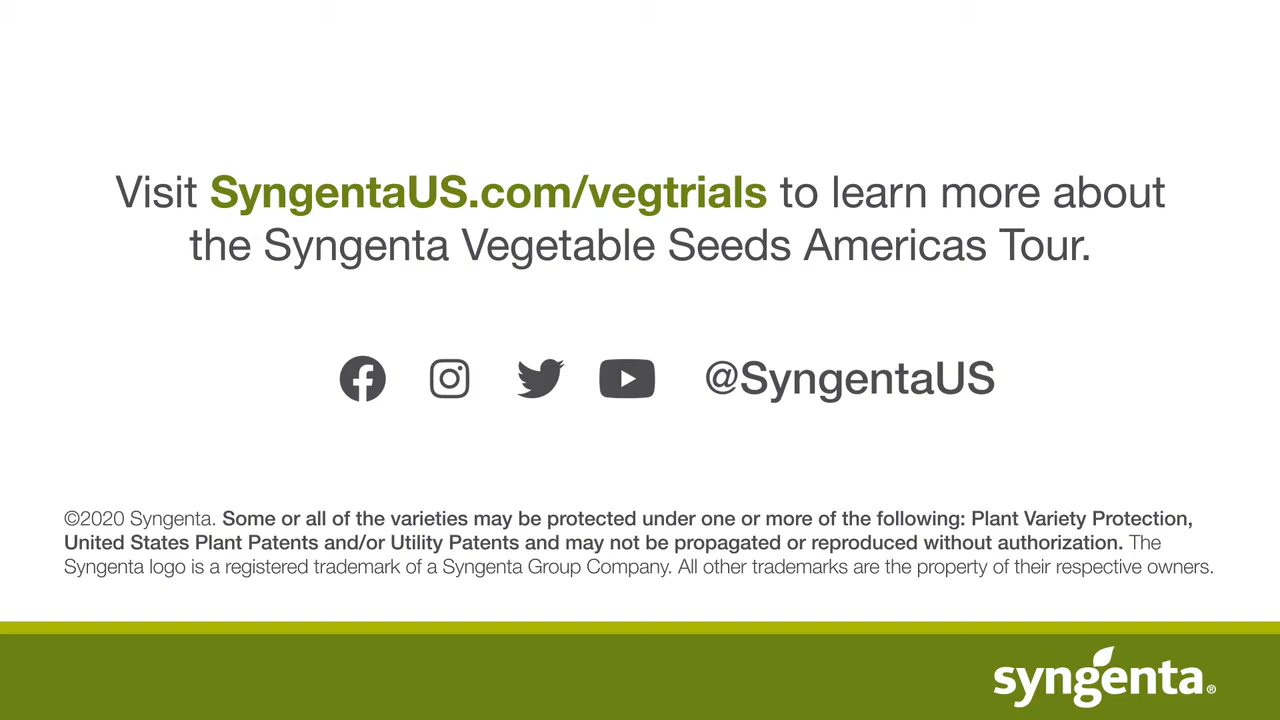 Visit SyngentaUS.com/vegtrials to learn more about
the Syngenta Vegetable Seeds Americas Tour.
@SyngentaUS
©2020 Syngenta. Some or all of the varieties may be protected under one or more of the following: Plant Variety Protection,
United States Plant Patents and/or Utility Patents and may not be propagated or reproduced without authorization. The
Syngenta logo is a registered trademark of a Syngenta Group Company. All other trademarks are the property of their respective owners.
syngenta®